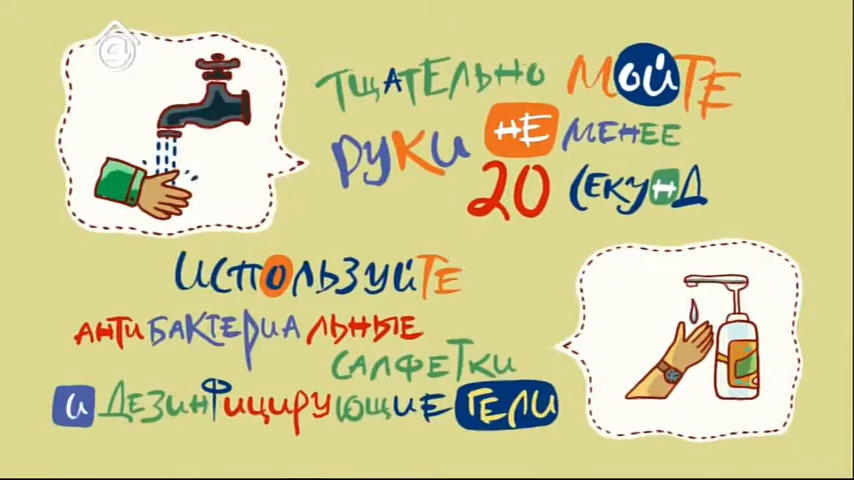 Тщательно мойте
руки не менее
20 секунд
Используйте
антибактериальные
салфетки
и дезинфицирующие гели